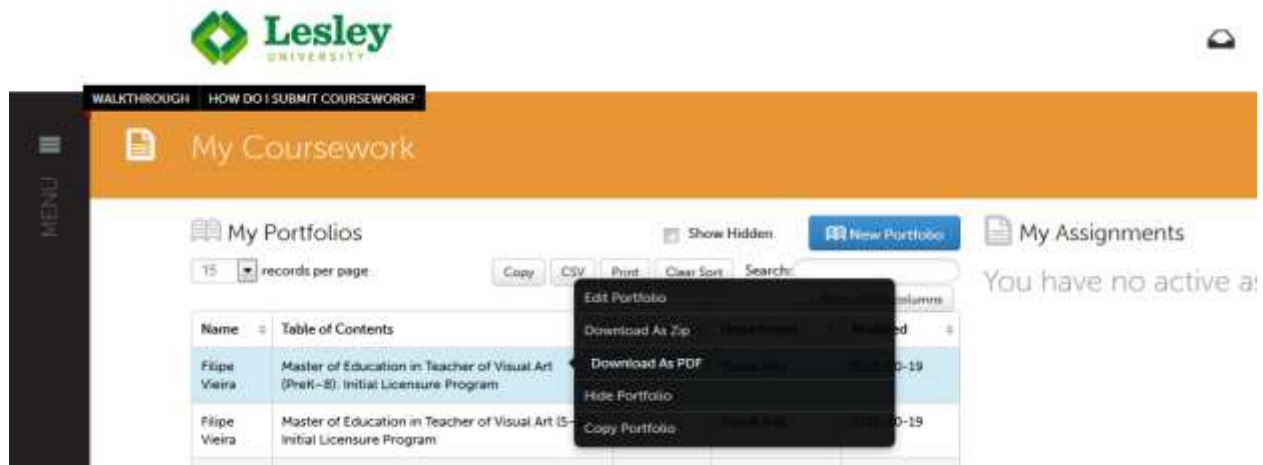 Lesley
UNIVERSITY
WALKTHROUGH HOW DO I SUBMIT COURSEWORK?
MENU
My Coursework
My Portfolios
Show Hidden
New Portfolio
My Assignments
15 records per page
Copy CSV Print Clear Sort Search:
You have no active as
columns
Edit Portfolio
Download As Zip
Download As PDF
Hide Portfolio
Copy Portfolio
Name Table of Contents
Filipe Vieira
Master of Education in Teacher of Visual Art
(PreK–8): Initial Licensure Program
0-19
Filipe Vieira
Master of Education in Teacher of Visual Art (5-
Initial Licensure Program
0-19